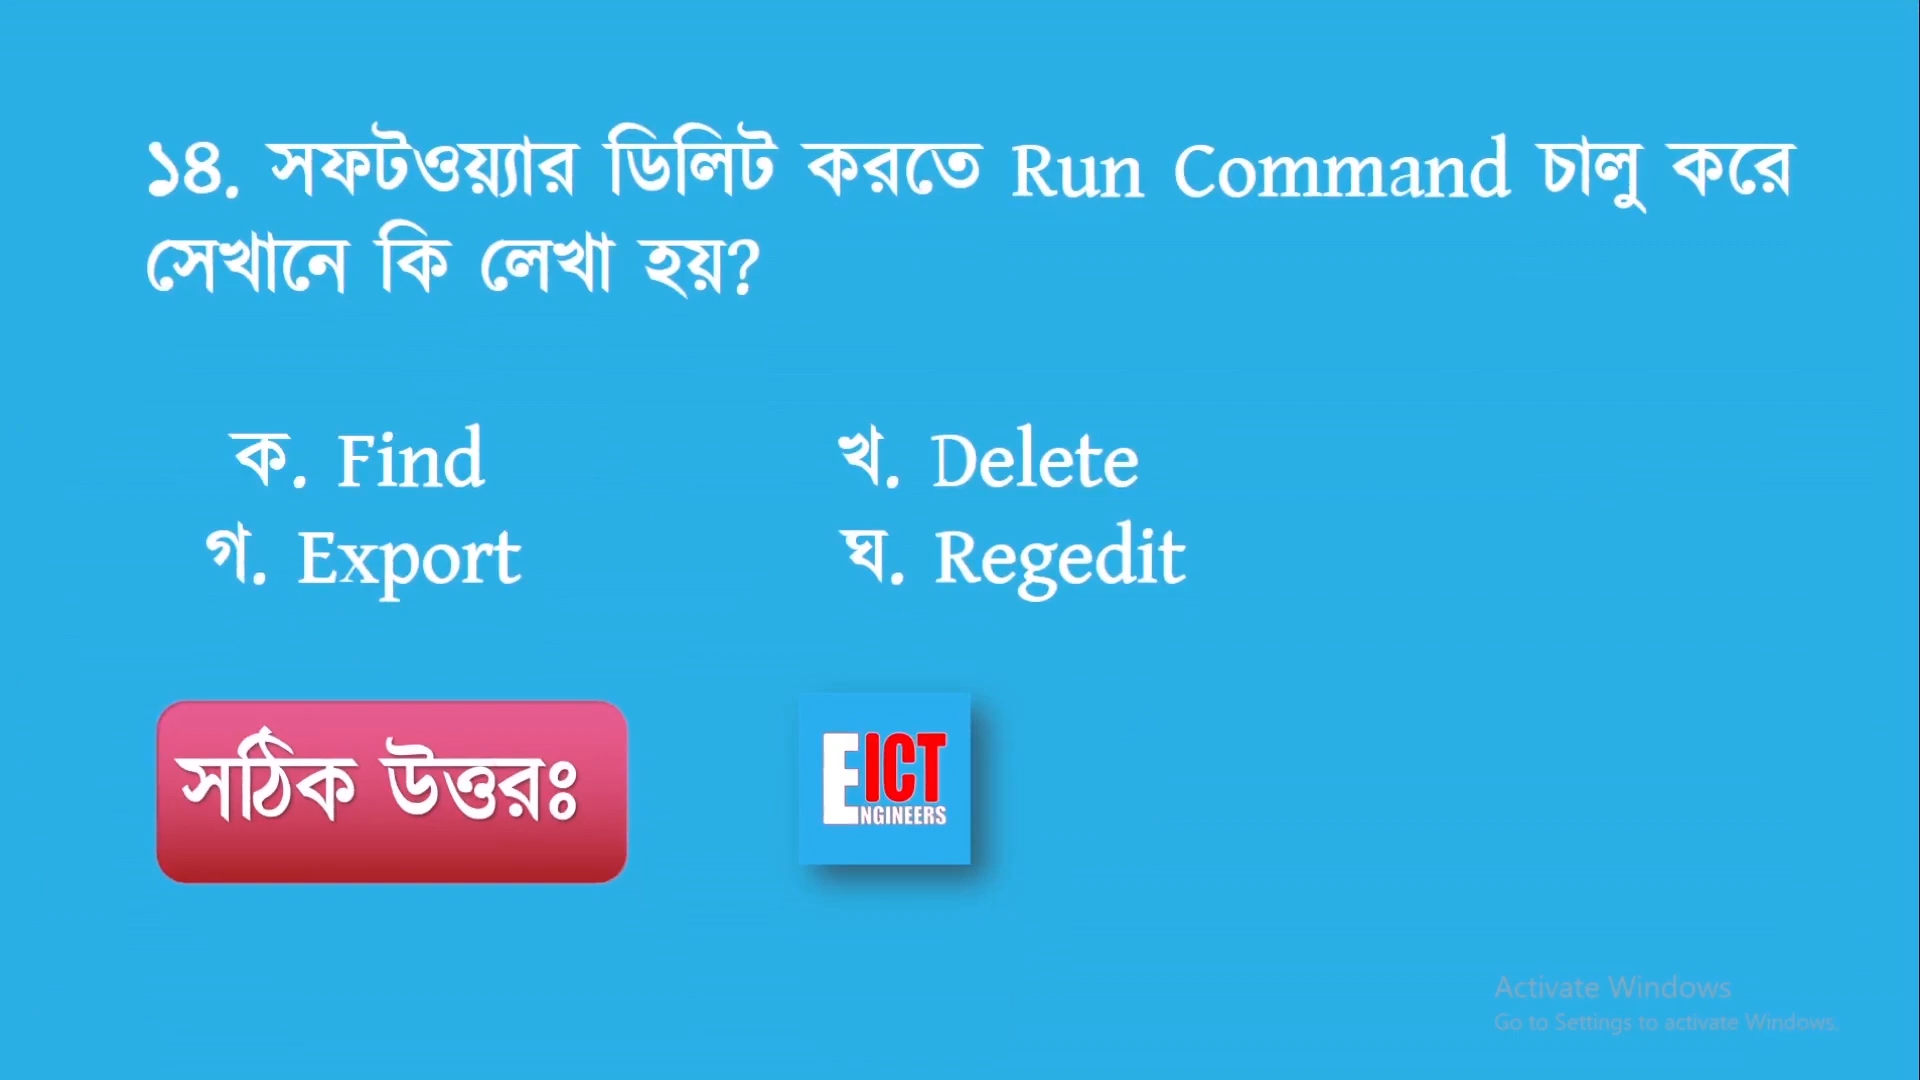 ১৪. সফটওয়্যার ডিলিট করতে Run Command চালু করে
সেখানে কি লেখা হয়?
ক. Find খ. Delete
গ. Export ঘ. Regedit
সঠিক উত্তরঃ
EICT
NGINEERS
Activate Windows
Go to Settings to activate Windows.